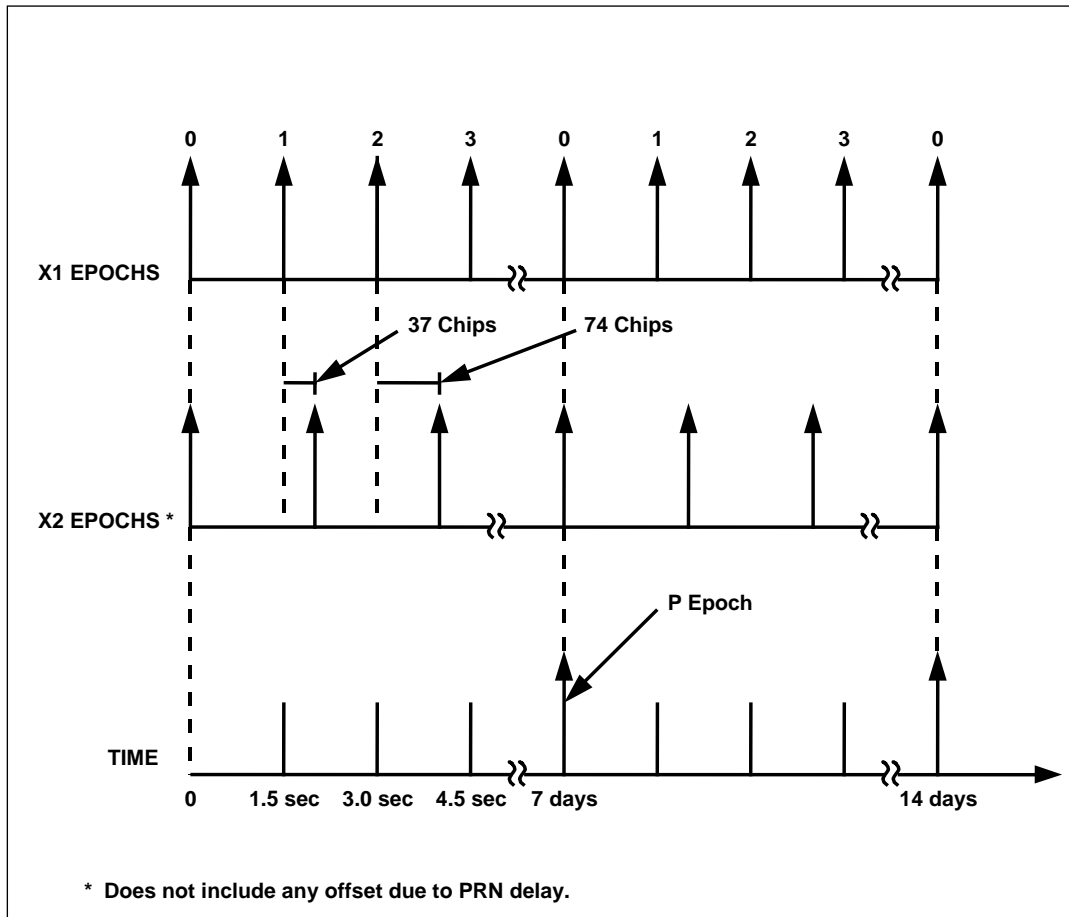 0 1 2 3 0 1 2 3 0
X1 EPOCHS
37 Chips 74 Chips
X2 EPOCHS *
P Epoch
TIME
0 1.5 sec 3.0 sec 4.5 sec 7 days 14 days
* Does not include any offset due to PRN delay.